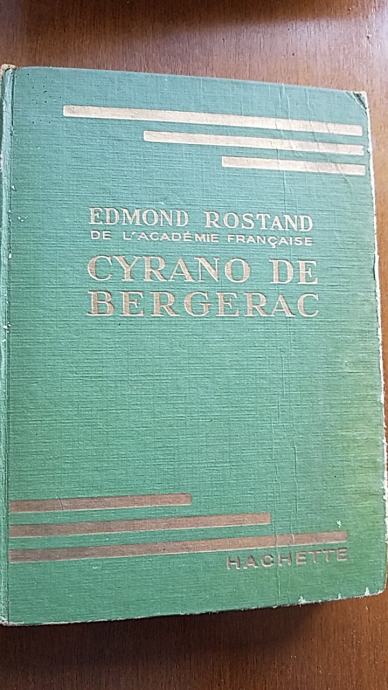 EDMOND ROSTAND
DE L'ACADÉMIE FRANÇAISE
CYRANO DE
BERGERAC
HACHETTE